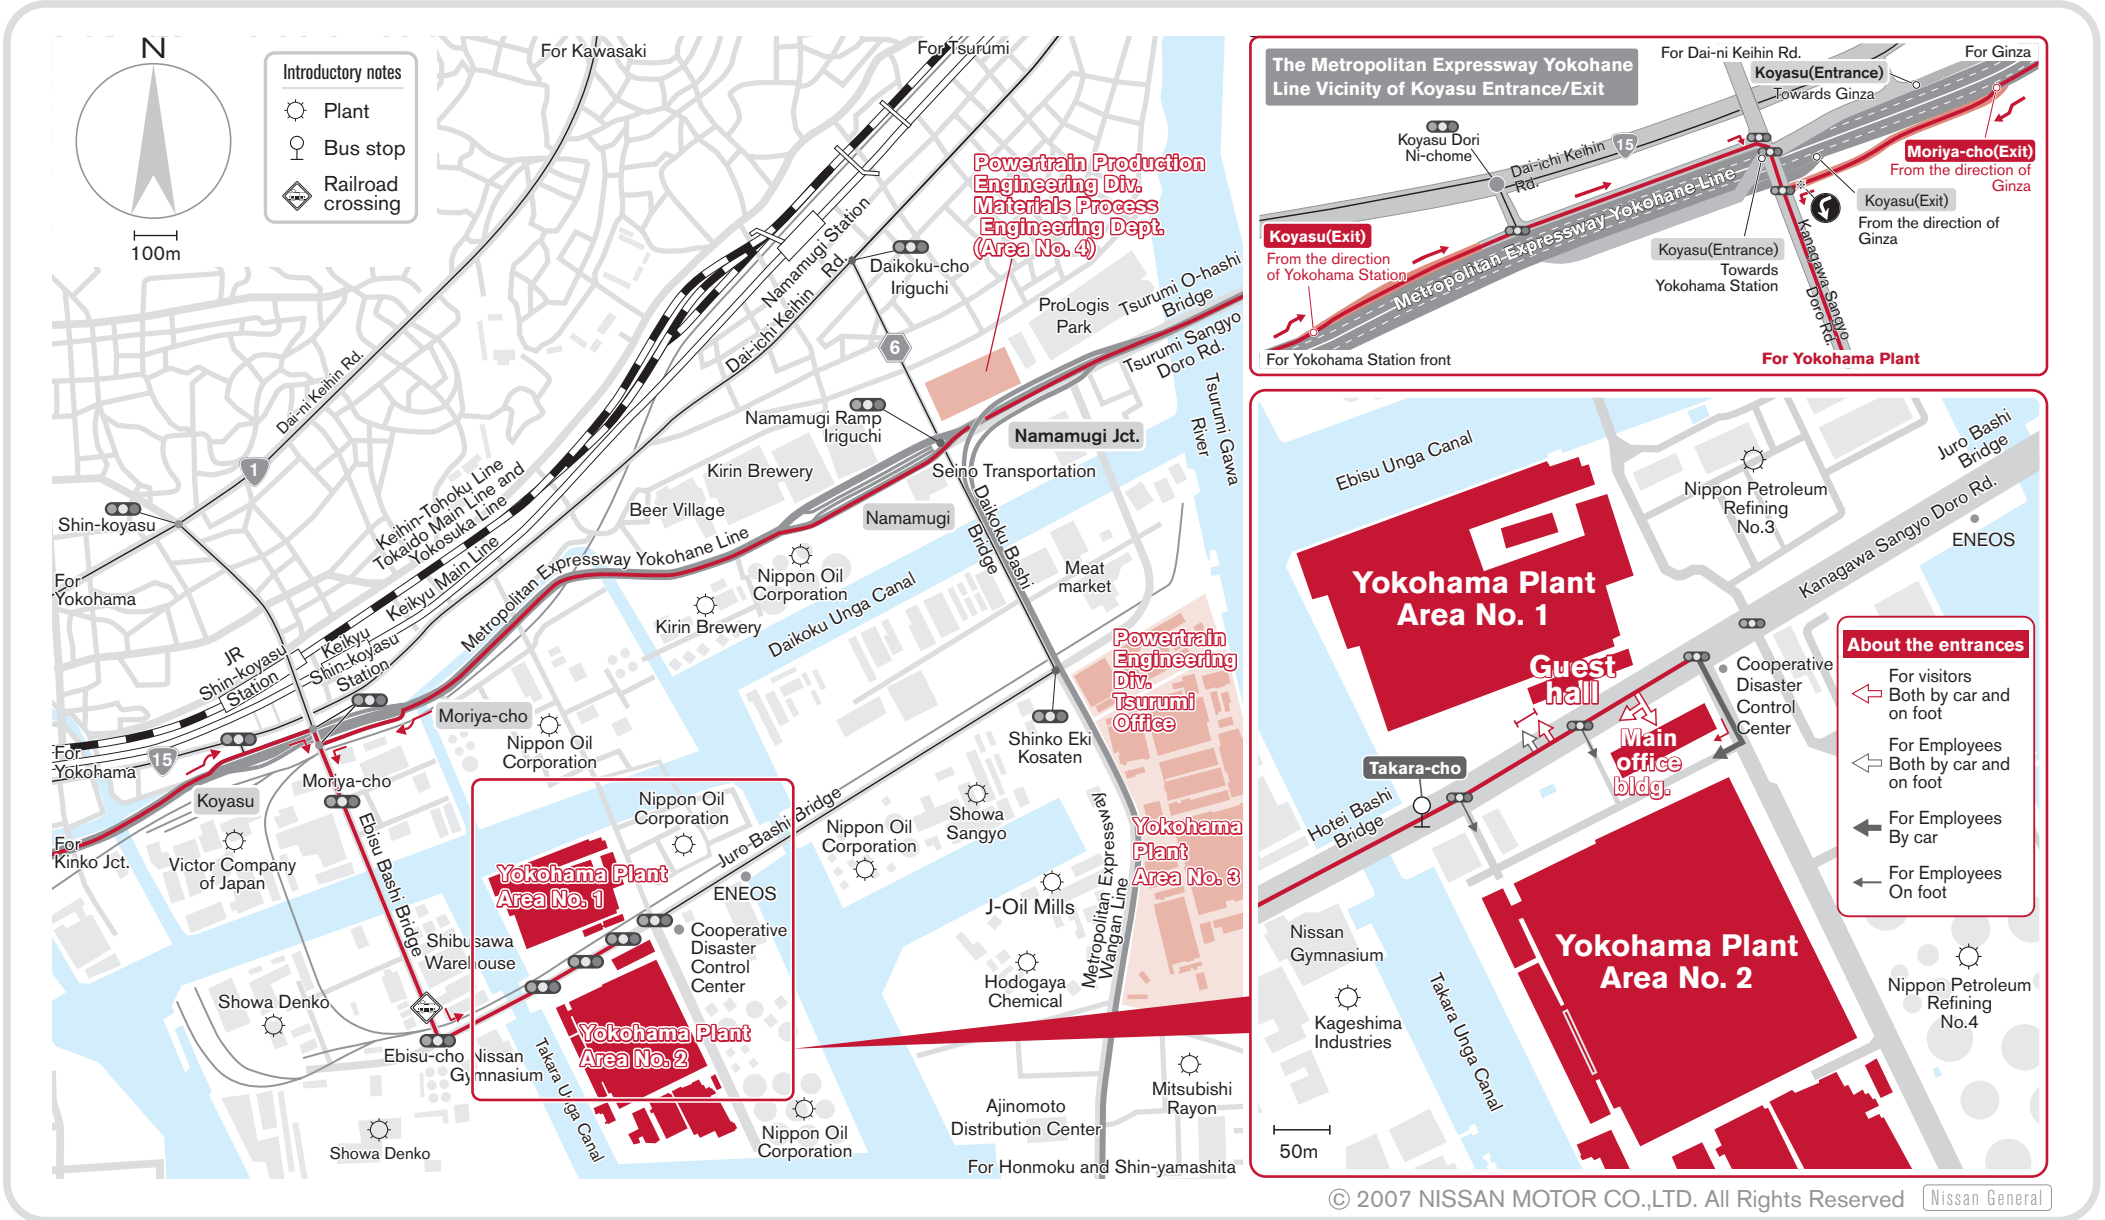 N
100m
Introductory notes
Plant
Bus stop
Railroad
crossing
For Kawasaki
For Tsurumi
Powertrain Production
Engineering Div.
Materials Process
Engineering Dept.
(Area No. 4)
Namamugi Station
Dai-ichi Keihin
Rd.
Daikoku-cho
Iriguchi
ProLogis
Park
Tsurumi O-hashi
Bridge
Tsurumi Sangyo
Doro Rd.
Tsurumi Gawa
River
6
Dai-ni Keihin Rd.
1
Shin-koyasu
For
Yokohama
Keihin-Tohoku Line
Tokaido Main Line and
Yokosuka Line
Keikyu Main Line
Namamugi Ramp
Iriguchi
Namamugi Jct.
Kirin Brewery
Seino Transportation
Beer Village
Namamugi
Daikoku Bashi
Bridge
Metropolitan Expressway Yokohane Line
Nippon Oil
Corporation
Kirin Brewery
Daikoku Unga Canal
Meat
market
JR
Shin-koyasu
Station
Keikyu
Shin-koyasu
Station
Powertrain
Engineering
Div.
Tsurumi
Office
Moriya-cho
Nippon Oil
Corporation
Shinko Eki
Kosaten
For
Yokohama
15
Moriya-cho
Koyasu
For
Kinko Jct.
Victor Company
of Japan
Ebisu Bashi Bridge
Nippon Oil
Corporation
Juro-Bashi Bridge
Nippon Oil
Corporation
Showa
Sangyo
Yokohama
Plant
Area No. 3
Yokohama Plant
Area No. 1
ENEOS
J-Oil Mills
Metropolitan Expressway
Wangan Line
Shibusawa
Warehouse
Cooperative
Disaster
Control
Center
Hodogaya
Chemical
Showa Denko
Yokohama Plant
Area No. 2
Ebisu-cho
Nissan
Gymnasium
Takara Unga Canal
Showa Denko
Nippon Oil
Corporation
Ajinomoto
Distribution Center
Mitsubishi
Rayon
For Honmoku and Shin-yamashita
The Metropolitan Expressway Yokohane
Line Vicinity of Koyasu Entrance/Exit
For Dai-ni Keihin Rd.
For Ginza
Koyasu(Entrance)
Towards Ginza
Koyasu Dori
Ni-chome
Dai-ichi Keihin
Rd.
15
Moriya-cho(Exit)
From the direction of
Ginza
Koyasu(Exit)
From the direction of
Ginza
Koyasu(Exit)
From the direction
of Yokohama Station
Metropolitan Expressway Yokohane Line
Koyasu(Entrance)
Towards
Yokohama Station
Kanagawa Sangyo
Doro Rd.
For Yokohama Station front
For Yokohama Plant
Ebisu Unga Canal
Juro Bashi
Bridge
Nippon Petroleum
Refining
No.3
Kanagawa Sangyo Doro Rd.
ENEOS
Yokohama Plant
Area No. 1
Guest
hall
Cooperative
Disaster
Control
Center
Main
office
bldg.
Takara-cho
Hotei Bashi
Bridge
About the entrances
For visitors
Both by car and
on foot
For Employees
Both by car and
on foot
For Employees
By car
For Employees
On foot
Nissan
Gymnasium
Yokohama Plant
Area No. 2
Kageshima
Industries
Takara Unga Canal
Nippon Petroleum
Refining
No.4
50m
© 2007 NISSAN MOTOR CO.,LTD. All Rights Reserved
Nissan General